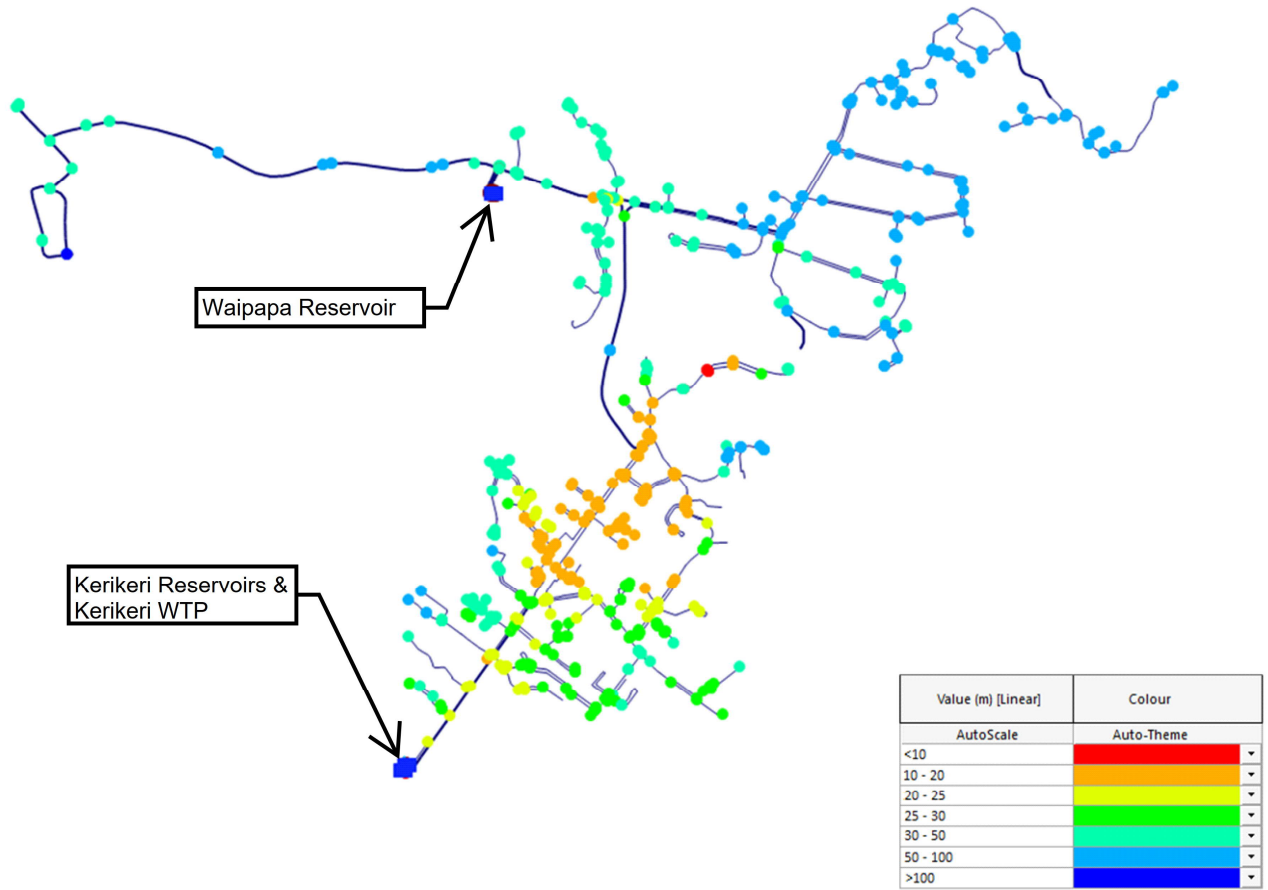 Waipapa Reservoir
Kerikeri Reservoirs &
Kerikeri WTP
Value (m) [Linear] Colour
AutoScale Auto-Theme
<10
10 - 20
20 - 25
25 - 30
30 - 50
50 - 100
>100